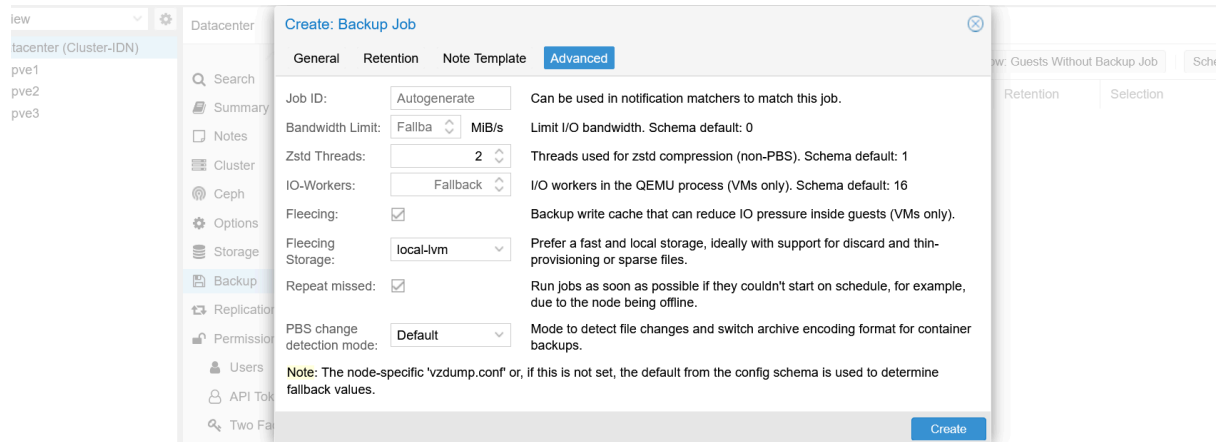 iew
Datacenter
Create: Backup Job
tacenter (Cluster-IDN)
pve1
pve2
pve3
General Retention Note Template Advanced
ow: Guests Without Backup Job
Sche
Retention Selection
Search
Summary
Notes
Cluster
Ceph
Options
Storage
Backup
Replication
Permission
Users
API Tok
Two Fa
Job ID: Autogenerate Can be used in notification matchers to match this job.
Bandwidth Limit: Fallba MiB/s Limit I/O bandwidth. Schema default: 0
Zstd Threads: 2 Threads used for zstd compression (non-PBS). Schema default: 1
IO-Workers: Fallback I/O workers in the QEMU process (VMs only). Schema default: 16
Fleecing: Backup write cache that can reduce IO pressure inside guests (VMs only).
Fleecing
Storage:
local-lvm
Prefer a fast and local storage, ideally with support for discard and thin-
provisioning or sparse files.
Repeat missed: Run jobs as soon as possible if they couldn't start on schedule, for example,
due to the node being offline.
PBS change
detection mode:
Default
Mode to detect file changes and switch archive encoding format for container
backups.
Note: The node-specific 'vzdump.conf' or, if this is not set, the default from the config schema is used to determine
fallback values.
Create